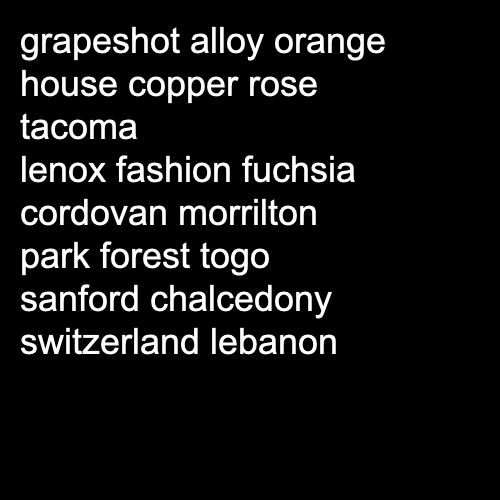 grapeshot alloy orange
house copper rose
tacoma
lenox fashion fuchsia
cordovan morrilton
park forest togo
sanford chalcedony
switzerland lebanon